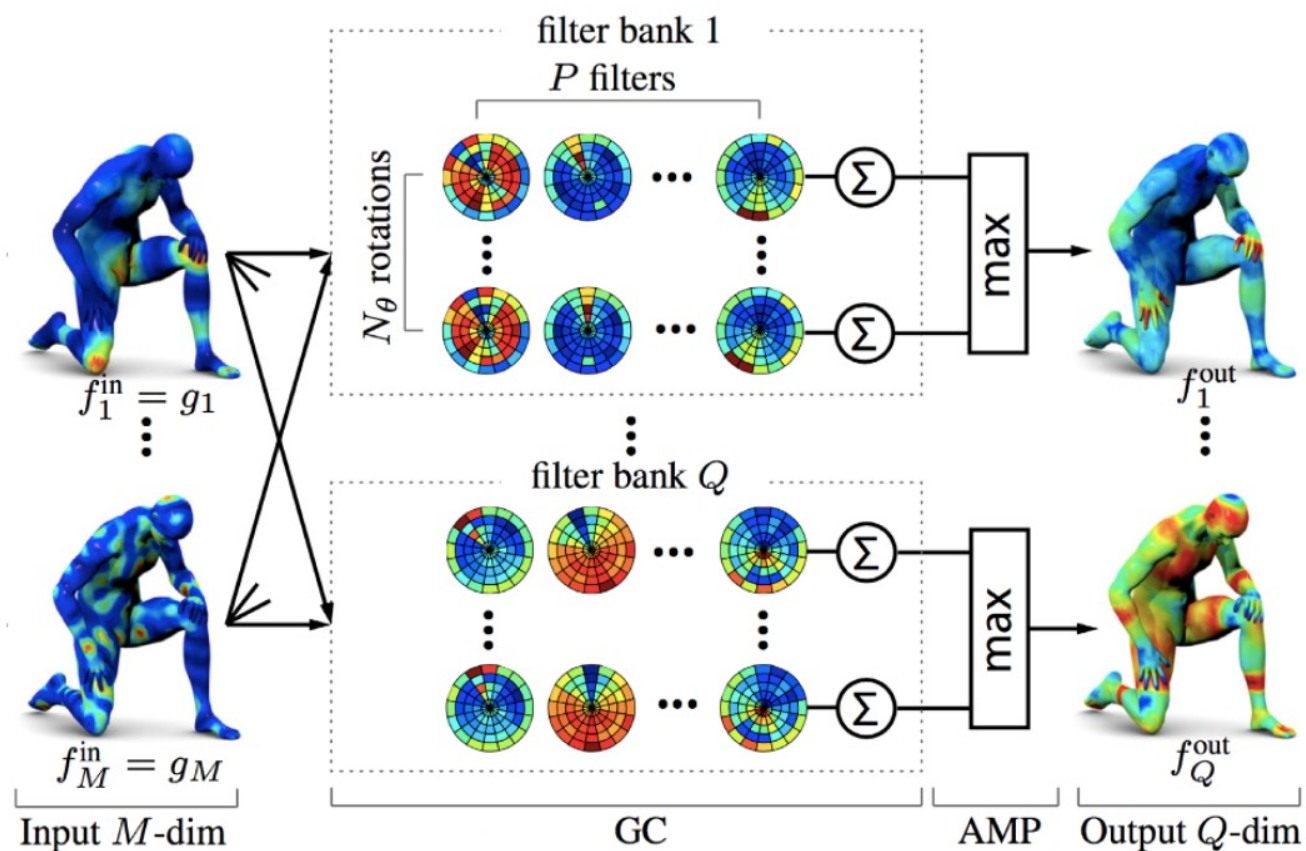 filter bank 1
P filters
N_θ rotations
Σ
Σ
max
f_1^in = g_1
f_1^out
filter bank Q
Σ
Σ
max
f_M^in = g_M
f_Q^out
Input M-dim
GC
AMP
Output Q-dim